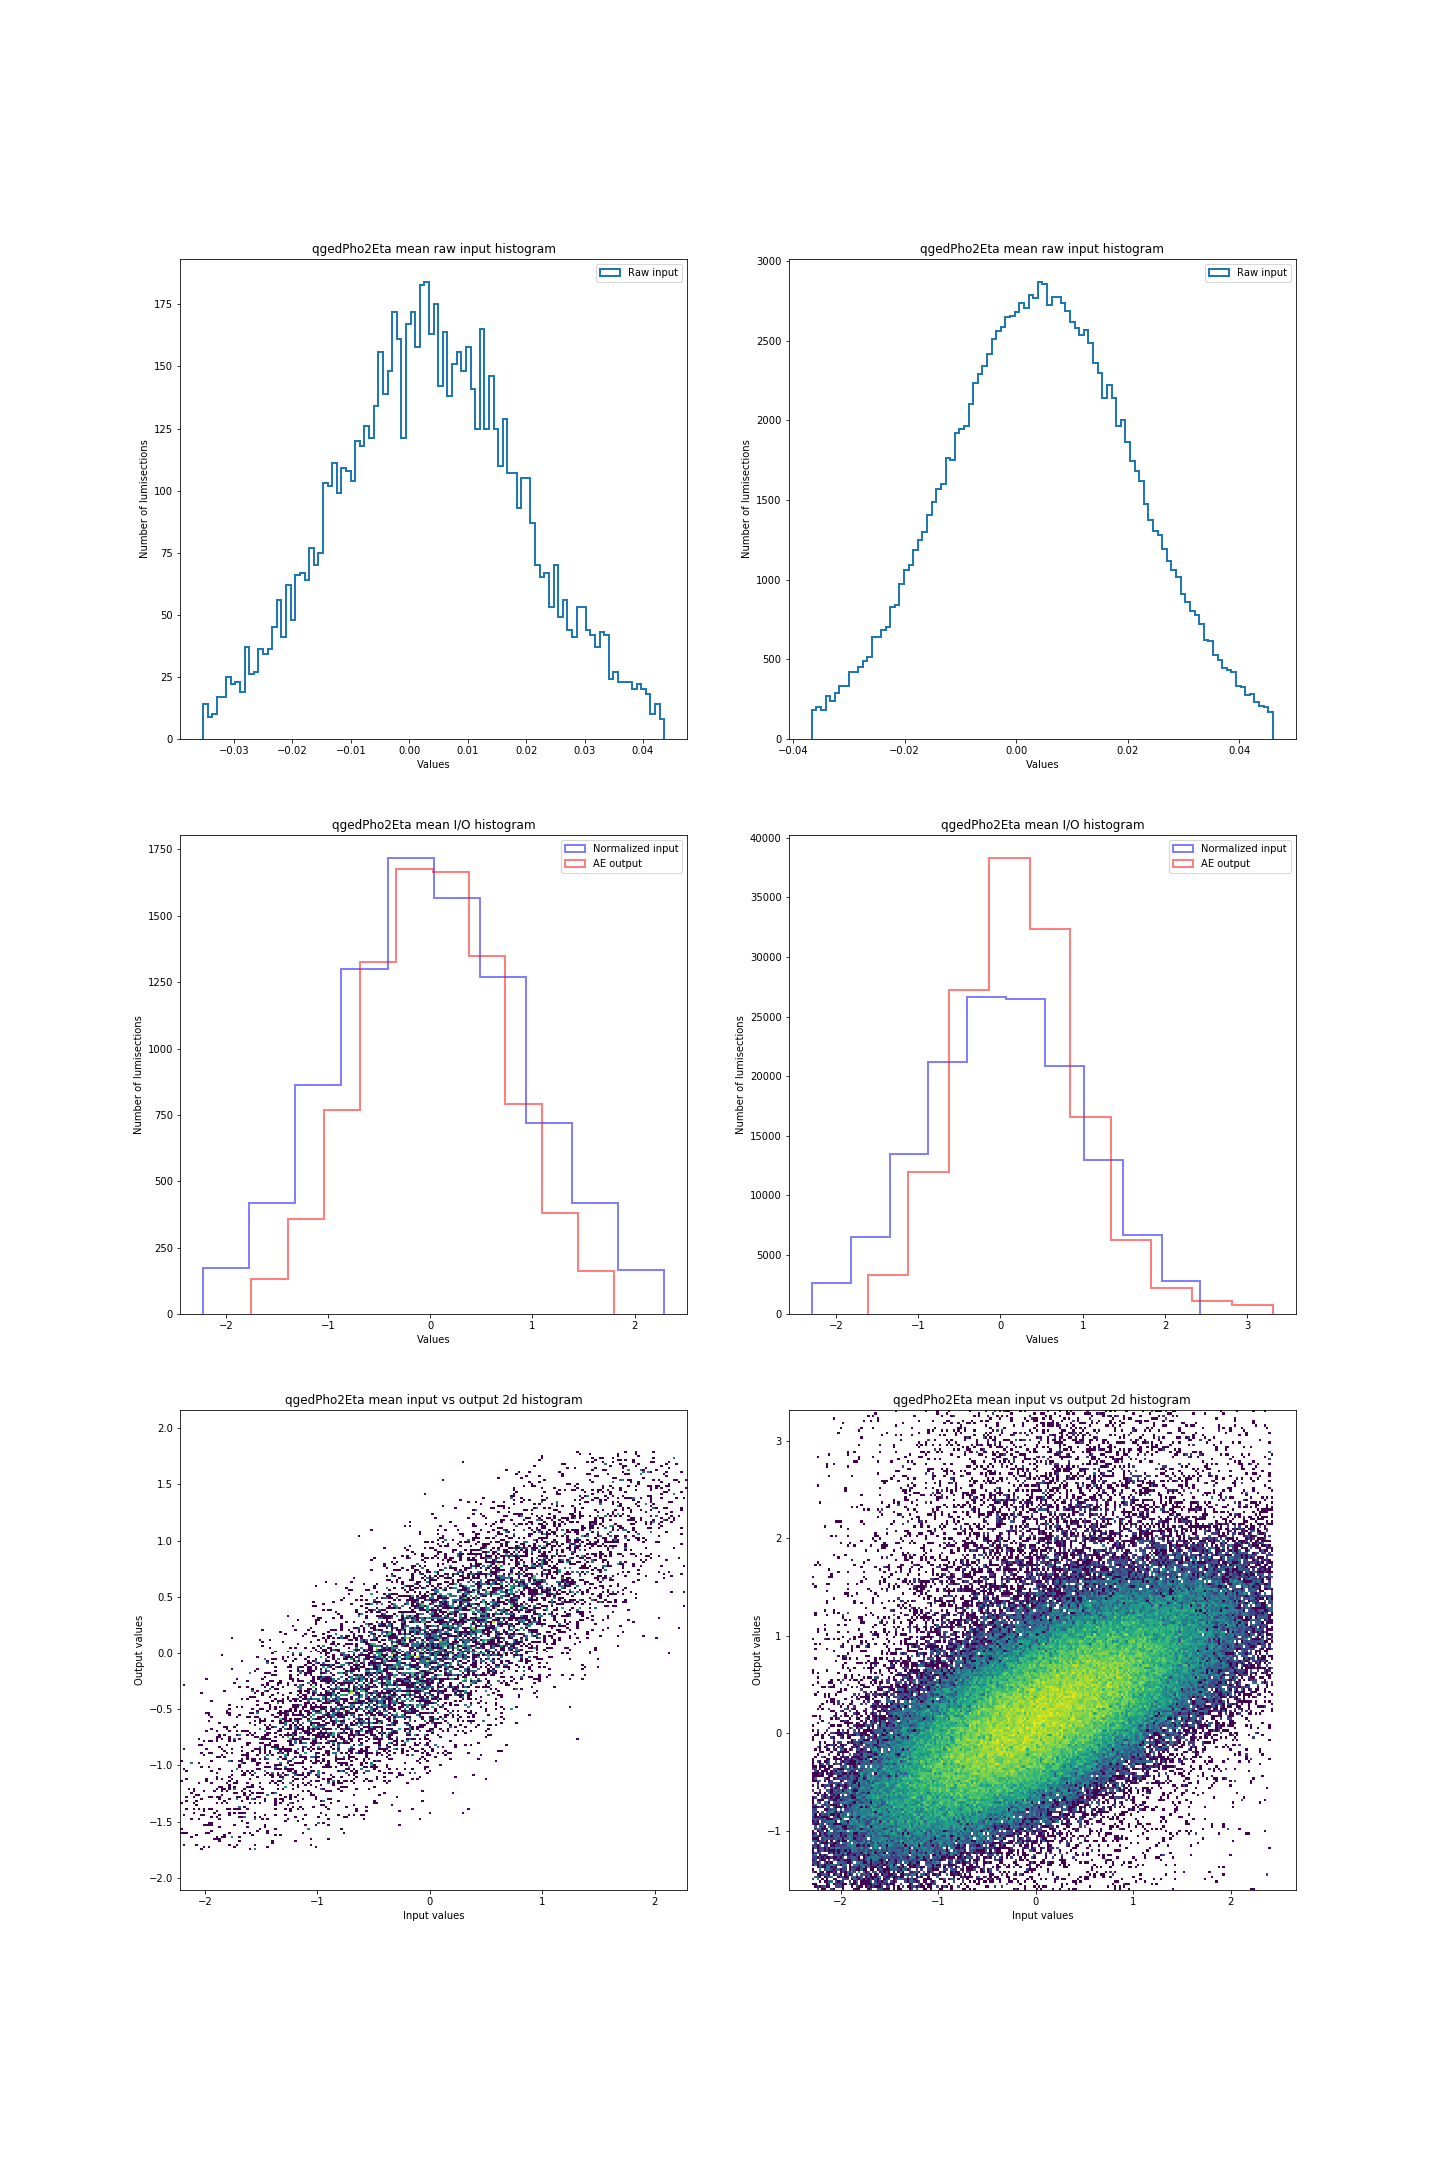 qgedPho2Eta mean raw input histogram
Raw input
Number of lumisections
175
150
125
100
75
50
25
0
−0.03 −0.02 −0.01 0.00 0.01 0.02 0.03 0.04
Values
qgedPho2Eta mean raw input histogram
Raw input
Number of lumisections
3000
2500
2000
1500
1000
500
0
−0.04 −0.02 0.00 0.02 0.04
Values
qgedPho2Eta mean I/O histogram
Normalized input
AE output
Number of lumisections
1750
1500
1250
1000
750
500
250
0
−2 −1 0 1 2
Values
qgedPho2Eta mean I/O histogram
Normalized input
AE output
Number of lumisections
40000
35000
30000
25000
20000
15000
10000
5000
0
−2 −1 0 1 2 3
Values
qgedPho2Eta mean input vs output 2d histogram
Output values
2.0
1.5
1.0
0.5
0.0
−0.5
−1.0
−1.5
−2.0
−2 −1 0 1 2
Input values
qgedPho2Eta mean input vs output 2d histogram
Output values
3
2
1
0
−1
−2 −1 0 1 2
Input values